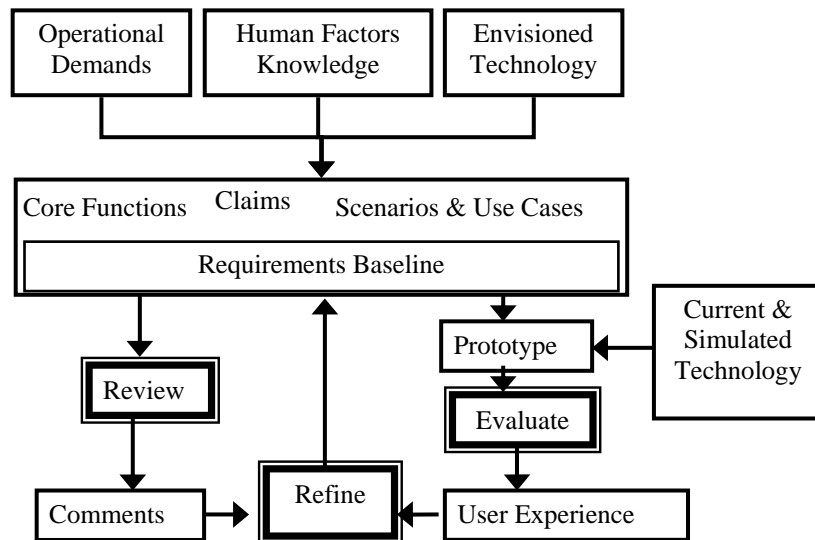 Operational
Demands
Human Factors
Knowledge
Envisioned
Technology
Core Functions
Claims
Scenarios & Use Cases
Requirements Baseline
Current &
Simulated
Technology
Prototype
Review
Evaluate
Refine
Comments
User Experience